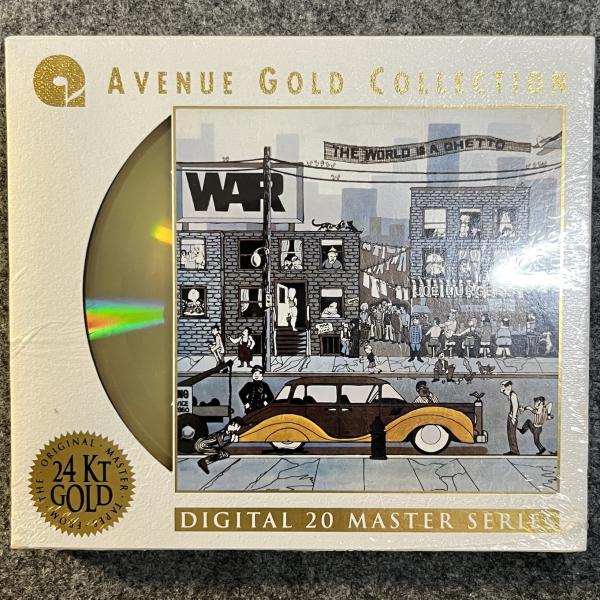 AVENUE GOLD COLLECTION
THE WORLD IS A GHETTO
WAR
24 KT
GOLD
FROM · THE · ORIGINAL · MASTER · TAPES
DIGITAL 20 MASTER SERIES